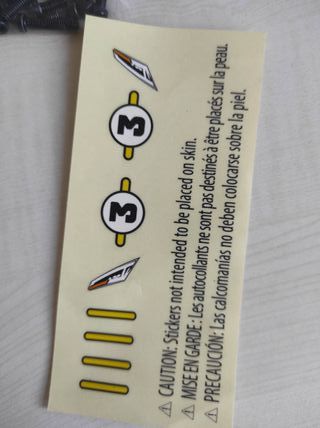 3
3
⚠ CAUTION: Stickers not intended to be placed on skin.
⚠ MISE EN GARDE : Les autocollants ne sont pas destinés à être placés sur la peau.
⚠ PRECAUCIÓN: Las calcomanías no deben colocarse sobre la piel.